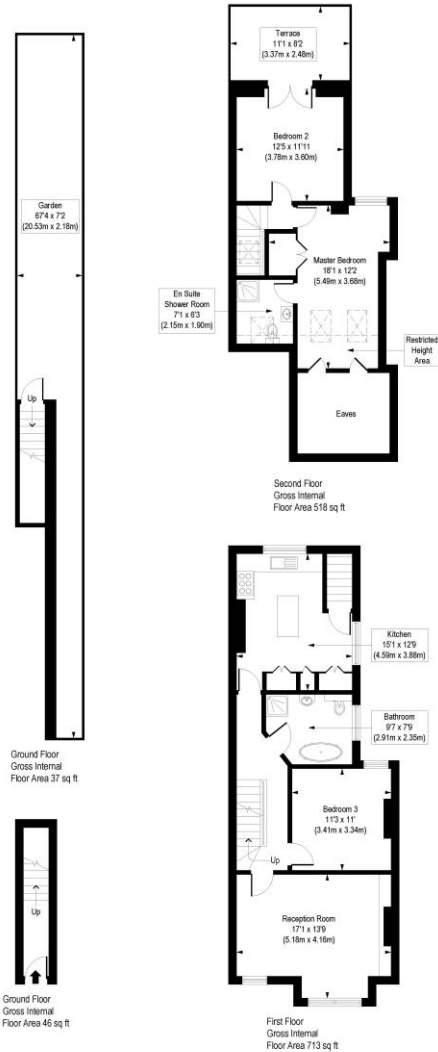 Terrace
11'1 x 8'2
(3.37m x 2.48m)
Bedroom 2
12'5 x 11'11
(3.78m x 3.60m)
Garden
67'4 x 7'2
(20.53m x 2.18m)
Master Bedroom
18'1 x 12'2
(5.49m x 3.68m)
En Suite
Shower Room
7'1 x 6'3
(2.15m x 1.90m)
Restricted
Height
Area
Eaves
Up
Second Floor
Gross Internal
Floor Area 518 sq ft
Kitchen
15'1 x 12'9
(4.59m x 3.88m)
Bathroom
9'7 x 7'9
(2.91m x 2.35m)
Ground Floor
Gross Internal
Floor Area 37 sq ft
Bedroom 3
11'3 x 11'
(3.41m x 3.34m)
Up
Up
Reception Room
17'1 x 13'9
(5.18m x 4.16m)
Ground Floor
Gross Internal
Floor Area 46 sq ft
First Floor
Gross Internal
Floor Area 713 sq ft